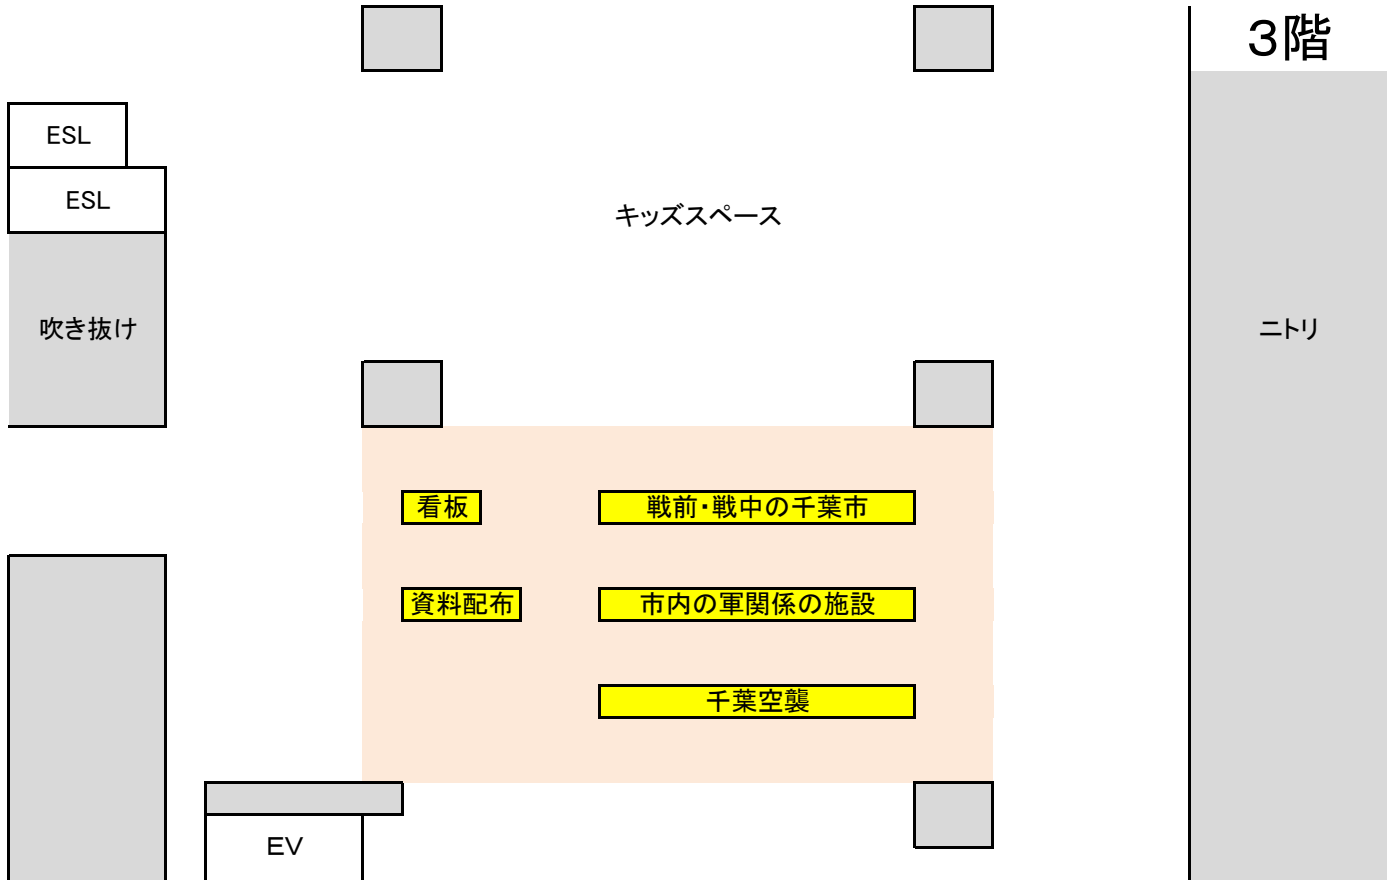 ３階
ESL
ESL
キッズスペース
吹き抜け
ニトリ
看板
戦前・戦中の千葉市
資料配布
市内の軍関係の施設
千葉空襲
ＥＶ